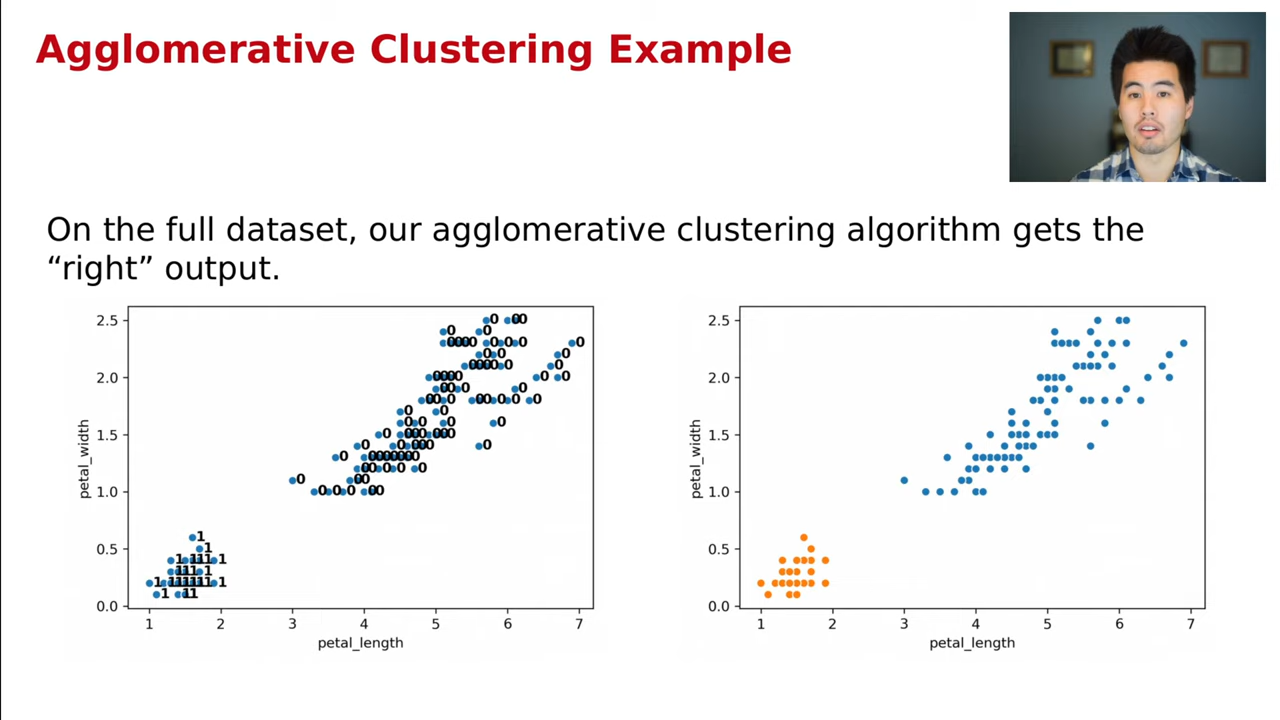 Agglomerative Clustering Example
On the full dataset, our agglomerative clustering algorithm gets the
“right” output.
2.5
2.0
1.5
1.0
0.5
0.0
petal_width
1 2 3 4 5 6 7
petal_length
2.5
2.0
1.5
1.0
0.5
0.0
petal_width
1 2 3 4 5 6 7
petal_length